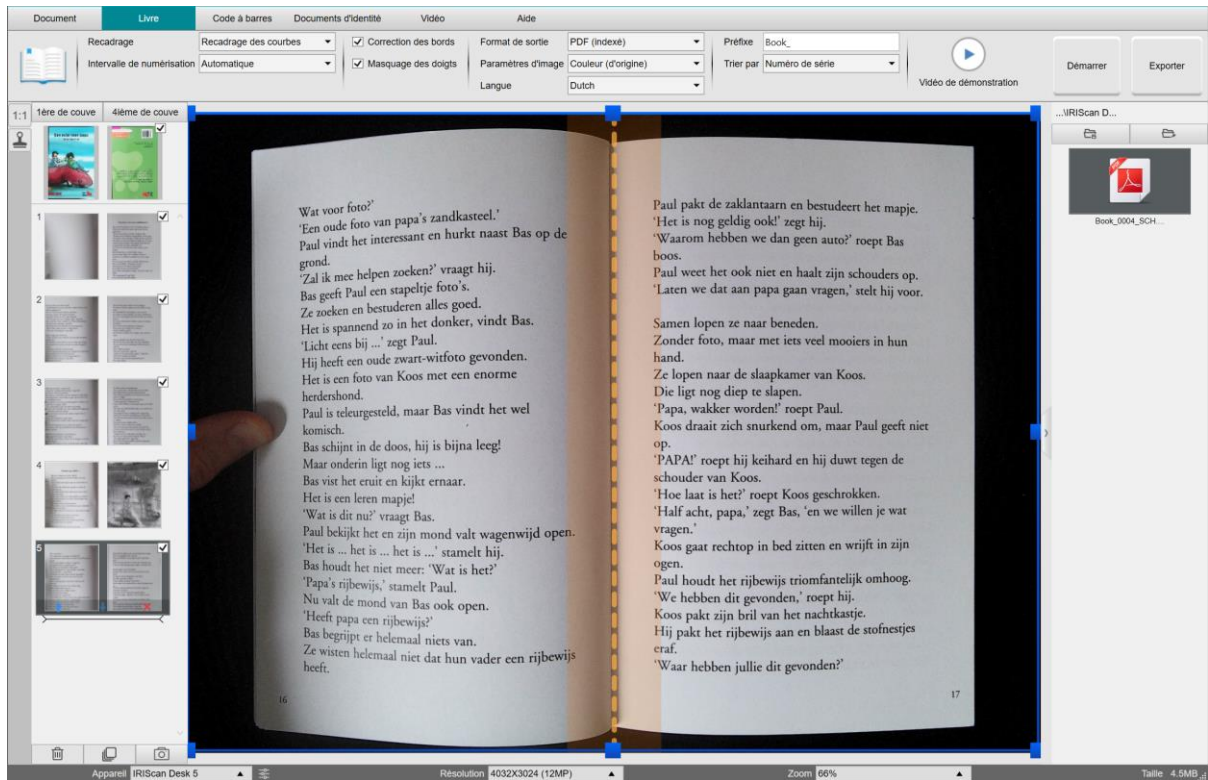 Document Livre Code à barres Documents d'identité Vidéo Aide
Recadrage Recadrage des courbes Correction des bords Format de sortie PDF (indexé) Préfixe Book_
Intervalle de numérisation Automatique Masquage des doigts Paramètres d'image Couleur (d'origine) Trier par Numéro de série
Langue Dutch
Vidéo de démonstration
Démarrer
Exporter
1:1
1ère de couve 4ième de couve
1
2
3
4
5
Wat voor foto?'
'Een oude foto van papa's zandkasteel.'
Paul vindt het interessant en hurkt naast Bas op de
grond.
'Zal ik mee helpen zoeken?' vraagt hij.
Bas geeft Paul een stapeltje foto's.
Ze zoeken en bestuderen alles goed.
Het is spannend zo in het donker, vindt Bas.
'Licht eens bij ...' zegt Paul.
Hij heeft een oude zwart-witfoto gevonden.
Het is een foto van Koos met een enorme
herdershond.
Paul is teleurgesteld, maar Bas vindt het wel
komisch.
Bas schijnt in de doos, hij is bijna leeg!
Maar onderin ligt nog iets ...
Bas vist het eruit en kijkt ernaar.
Het is een leren mapje!
'Wat is dit nu?' vraagt Bas.
Paul bekijkt het en zijn mond valt wagenwijd open.
'Het is ... het is ... het is ...' stamelt hij.
Bas houdt het niet meer: 'Wat is het?'
'Papa's rijbewijs,' stamelt Paul.
Nu valt de mond van Bas ook open.
'Heeft papa een rijbewijs?'
Bas begrijpt er helemaal niets van.
Ze wisten helemaal niet dat hun vader een rijbewijs
heeft.
16
Paul pakt de zaklantaarn en bestudeert het mapje.
'Het is nog geldig ook!' zegt hij.
'Waarom hebben we dan geen auto?' roept Bas
boos.
Paul weet het ook niet en haalt zijn schouders op.
'Laten we dat aan papa gaan vragen,' stelt hij voor.
Samen lopen ze naar beneden.
Zonder foto, maar met iets veel mooiers in hun
hand.
Ze lopen naar de slaapkamer van Koos.
Die ligt nog diep te slapen.
'Papa, wakker worden!' roept Paul.
Koos draait zich snurkend om, maar Paul geeft niet
op.
'PAPA!' roept hij keihard en hij duwt tegen de
schouder van Koos.
'Hoe laat is het?' roept Koos geschrokken.
'Half acht, papa,' zegt Bas, 'en we willen je wat
vragen.'
Koos gaat rechtop in bed zitten en wrijft in zijn
ogen.
Paul houdt het rijbewijs triomfantelijk omhoog.
'We hebben dit gevonden,' roept hij.
Koos pakt zijn bril van het nachtkastje.
Hij pakt het rijbewijs aan en blaast de stofnestjes
eraf.
'Waar hebben jullie dit gevonden?'
17
...\IRIScan D...
Book_0004_SCH...
Appareil IRIScan Desk 5 Résolution 4032X3024 (12MP) Zoom 66% Taille 4.5MB